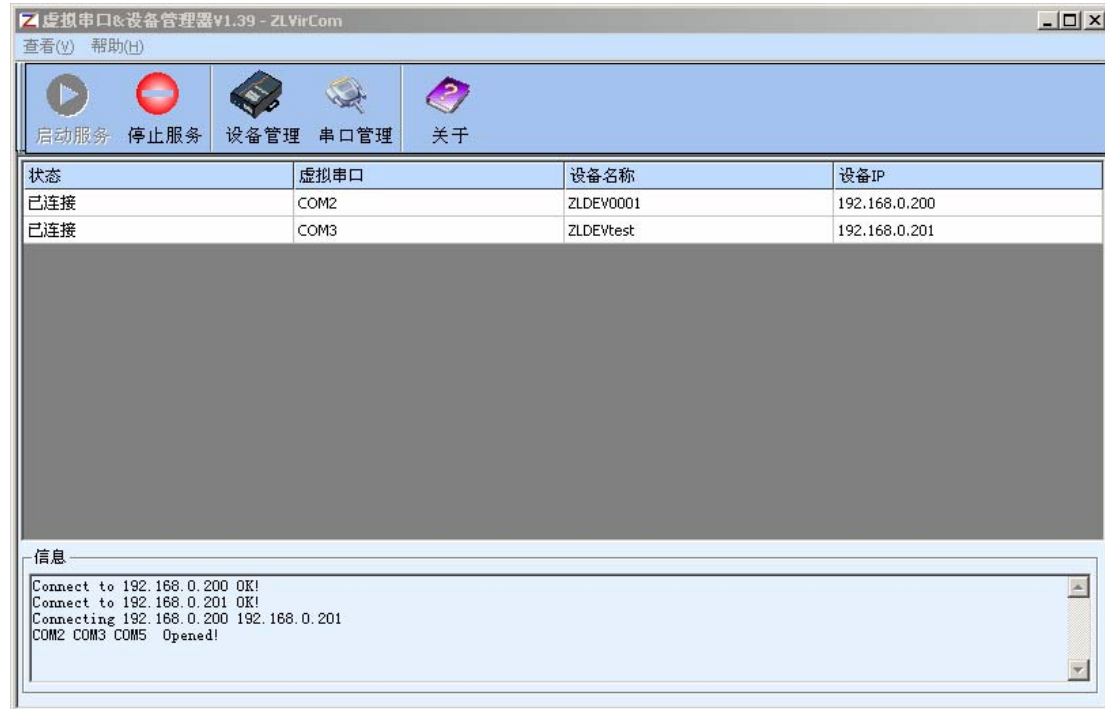 虚拟串口&设备管理器V1.39 - ZLVirCom
查看(V) 帮助(H)
启动服务 停止服务 设备管理 串口管理 关于
状态 虚拟串口 设备名称 设备IP
已连接 COM2 ZLDEV0001 192.168.0.200
已连接 COM3 ZLDEVtest 192.168.0.201
信息
Connect to 192.168.0.200 OK!
Connect to 192.168.0.201 OK!
Connecting 192.168.0.200 192.168.0.201
COM2 COM3 COM5 Opened!